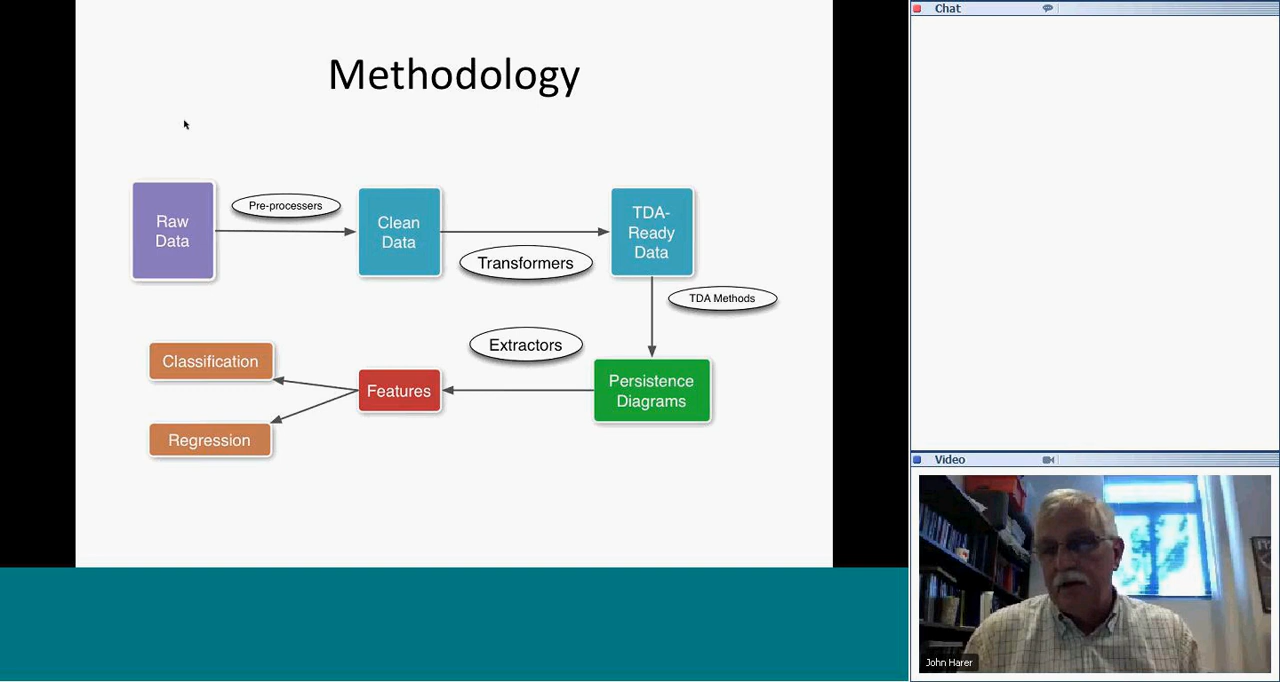 Methodology
Raw
Data
Pre-processers
Clean
Data
Transformers
TDA-
Ready
Data
TDA Methods
Extractors
Persistence
Diagrams
Features
Classification
Regression
Chat
Video
John Harer